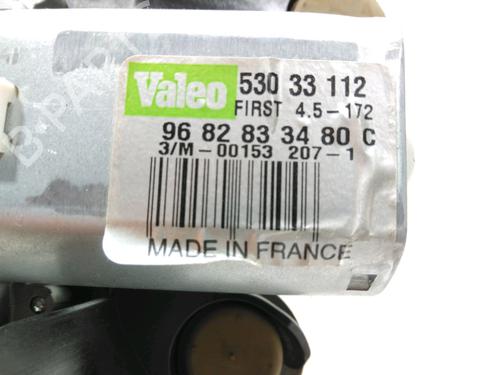 Valeo 530 33 112
FIRST 4.5-172
96 82 83 34 80 C
3/M-00153 207-1
MADE IN FRANCE
B-PARTS